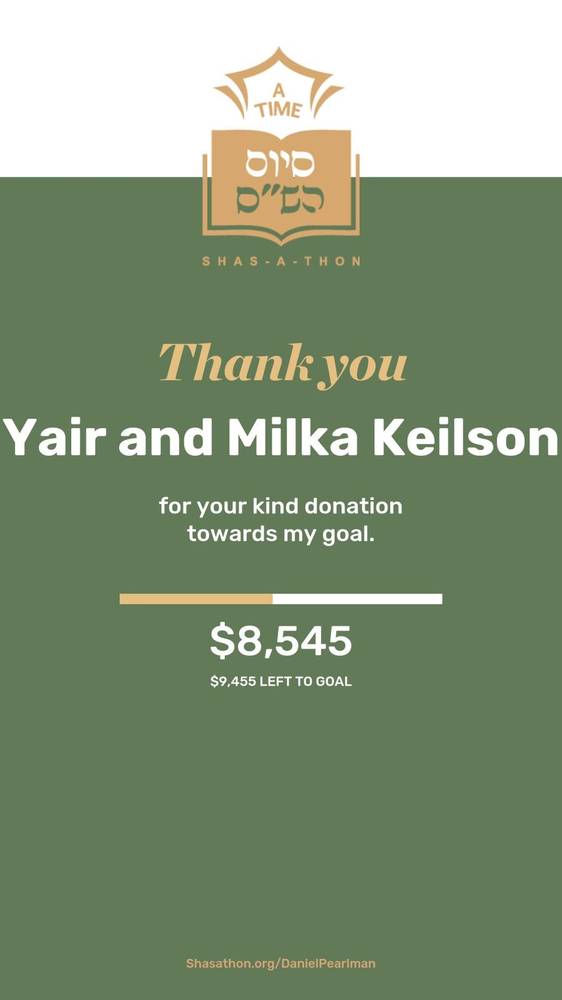 A
TIME
סיום
הש"ס
SHAS-A-THON
Thank you
Yair and Milka Keilson
for your kind donation
towards my goal.
$8,545
$9,455 LEFT TO GOAL
Shasathon.org/DanielPearlman